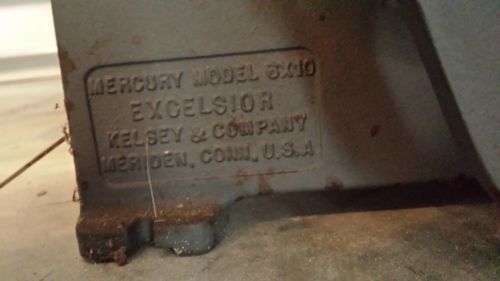 MERCURY MODEL 6X10
EXCELSIOR
KELSEY & COMPANY
MERIDEN, CONN, U.S.A